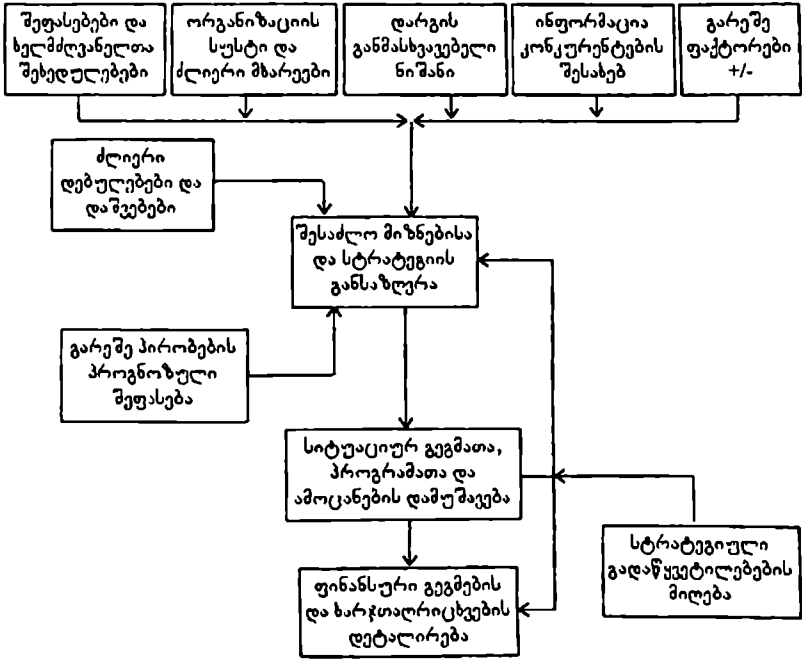 შეფასებები და
ხელმძღვანელთა
შეხედულებები
ორგანიზაციის
სუსტი და
ძლიერი მხარეები
დარგის
განმასხვავებელი
ნიშანი
ინფორმაცია
კონკურენტების
შესახებ
გარეშე
ფაქტორები
+/-
ძლიერი
დებულებები და
დაშვებები
შესაძლო მიზნებისა
და სტრატეგიის
განსაზღვრა
გარეშე პირობების
პროგნოზული
შეფასება
სიტუაციურ გეგმათა,
პროგრამათა და
ამოცანების დამუშავება
სტრატეგიული
გადაწყვეტილებების
მიღება
ფინანსური გეგმების
და ხარჯთაღრიცხვების
დეტალირება